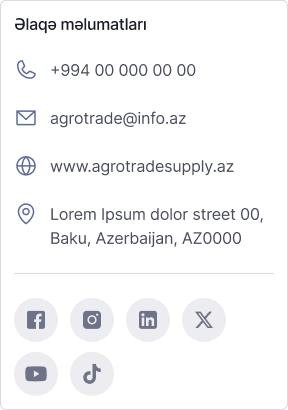 Əlaqə məlumatları
+994 00 000 00 00
agrotrade@info.az
www.agrotradesupply.az
Lorem Ipsum dolor street 00,
Baku, Azerbaijan, AZ0000